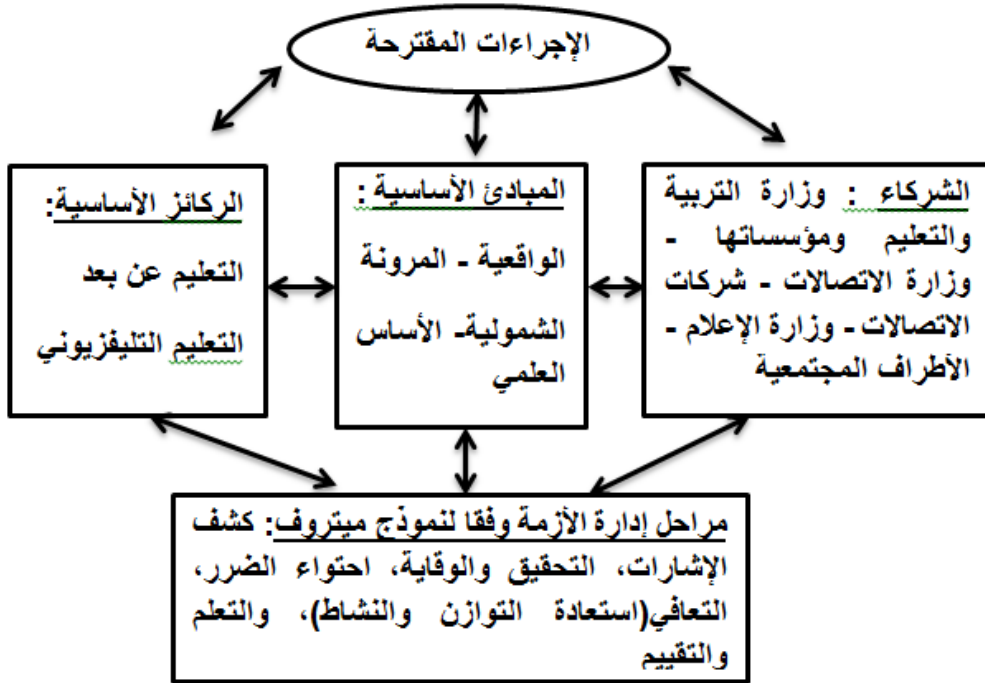 الإجراءات المقترحة
الشركاء : وزارة التربية
والتعليم ومؤسساتها -
وزارة الاتصالات - شركات
الاتصالات - وزارة الإعلام -
الأطراف المجتمعية
المبادئ الأساسية :
الواقعية - المرونة
الشمولية- الأساس
العلمي
الركائز الأساسية:
التعليم عن بعد
التعليم التليفزيوني
مراحل إدارة الأزمة وفقا لنموذج ميتروف: كشف
الإشارات، التحقيق والوقاية، احتواء الضرر،
التعافي(استعادة التوازن والنشاط)، والتعلم
والتقييم